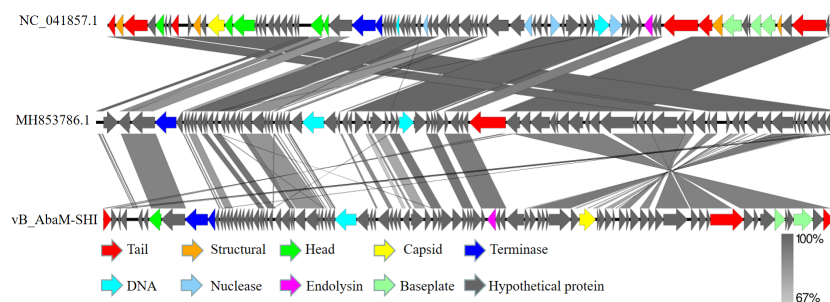 NC_041857.1
MH853786.1
vB_AbaM-SHI
Tail Structural Head Capsid Terminase
DNA Nuclease Endolysin Baseplate Hypothetical protein
100%
67%